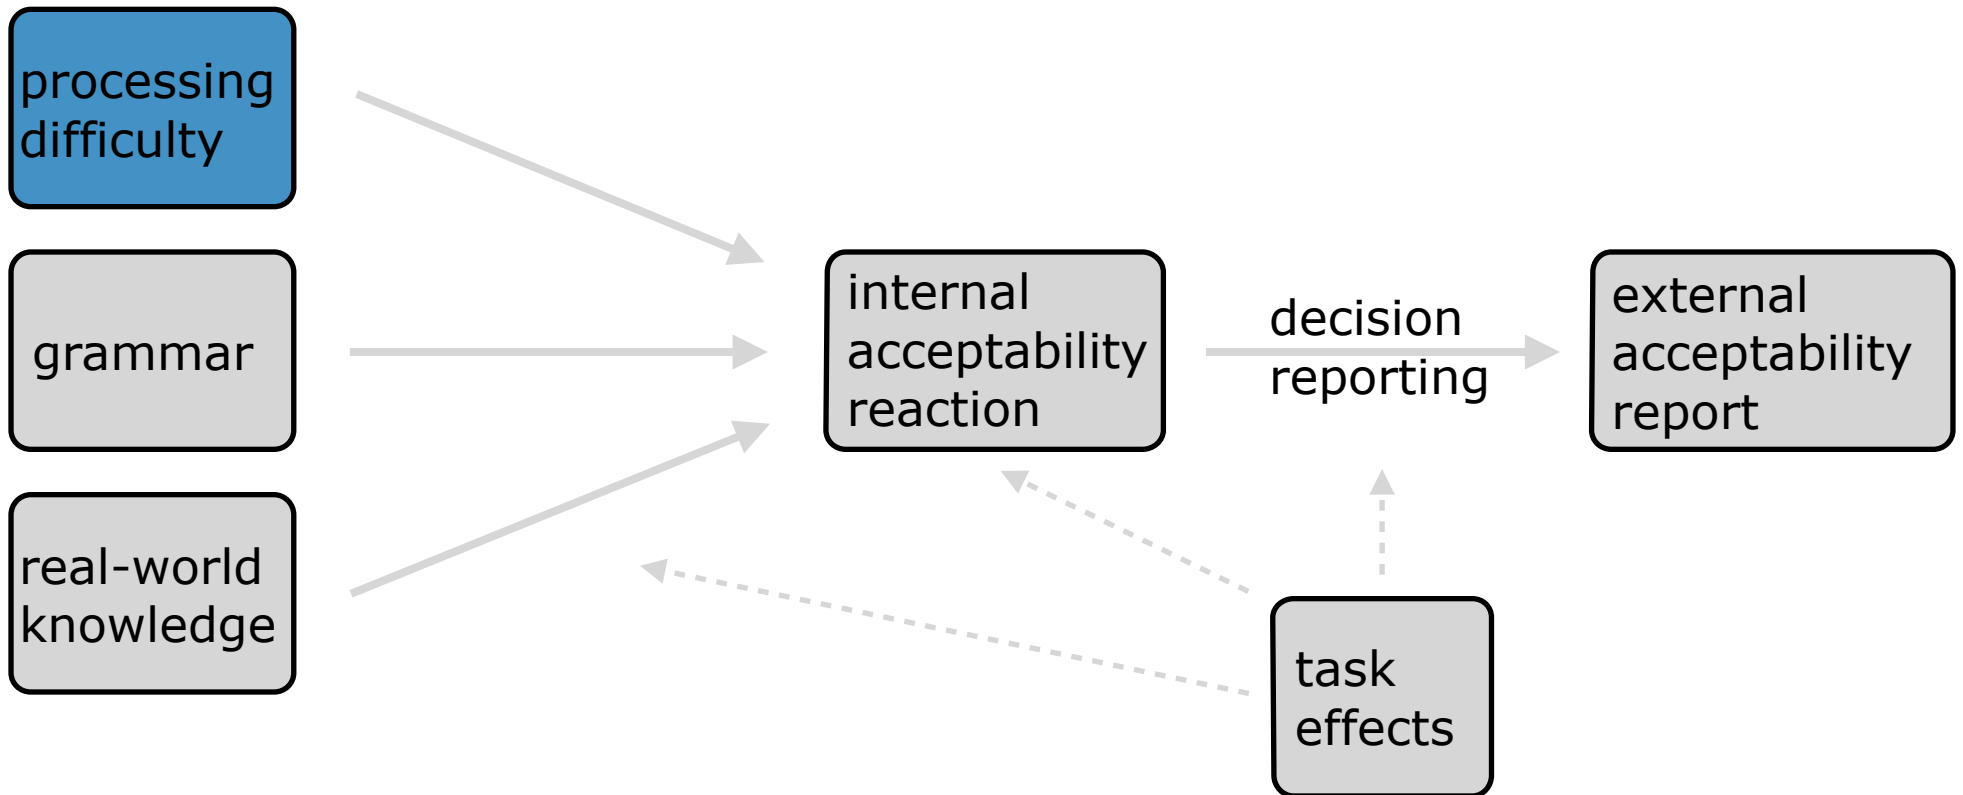 processing
difficulty
grammar
real-world
knowledge
internal
acceptability
reaction
decision
reporting
external
acceptability
report
task
effects